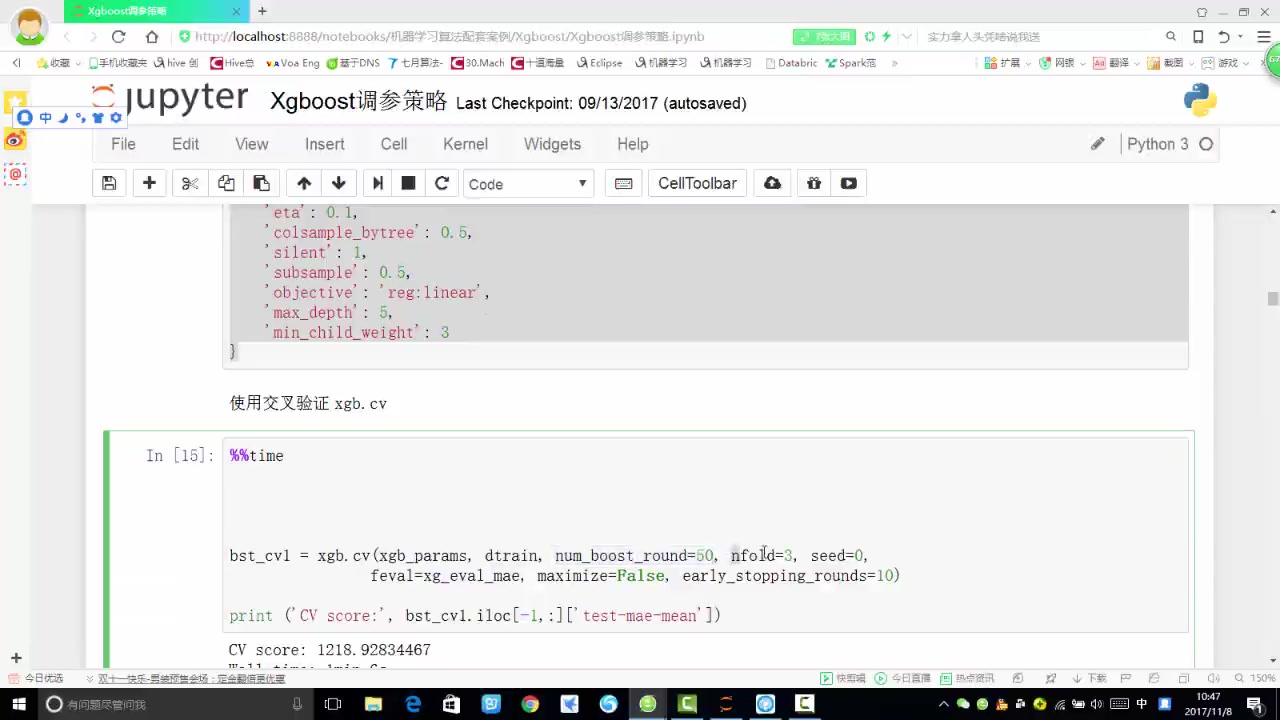 Xgboost调参策略
http://localhost:8888/notebooks/机器学习算法配套案例/Xgboost/Xgboost调参策略.ipynb
实力拿人头凭啥说我送
收藏 手机收藏夹 hive 创 Hive总 Voa Eng 基于DNS 七月算法- 30.Mach 十道海量 Eclipse 机器学习 机器学习 Databric Spark范 » 扩展 网银 翻译 截图 游戏
jupyter Xgboost调参策略 Last Checkpoint: 09/13/2017 (autosaved)
中
File Edit View Insert Cell Kernel Widgets Help Python 3
Code CellToolbar
'eta': 0.1,
'colsample_bytree': 0.5,
'silent': 1,
'subsample': 0.5,
'objective': 'reg:linear',
'max_depth': 5,
'min_child_weight': 3
}
使用交叉验证 xgb.cv
In [15]: %%time
bst_cv1 = xgb.cv(xgb_params, dtrain, num_boost_round=50, nfold=3, seed=0,
feval=xg_eval_mae, maximize=False, early_stopping_rounds=10)
print ('CV score:', bst_cv1.iloc[-1,:]['test-mae-mean'])
CV score: 1218.92834467
今日优选 双十一快乐-男装预售会场：定金翻倍更优惠 快剪辑 今日直播 热点资讯 下载 150%
有问题尽管问我 中 10:47
2017/11/8